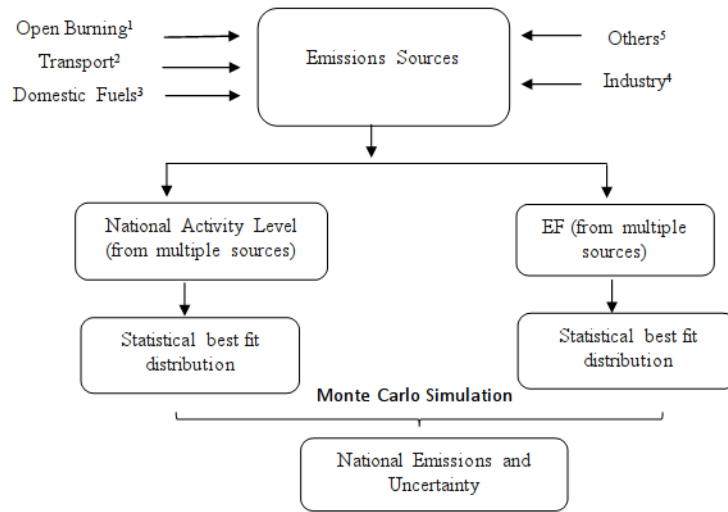 Open Burning¹
Transport²
Domestic Fuels³
Emissions Sources
Others⁵
Industry⁴
National Activity Level
(from multiple sources)
EF (from multiple
sources)
Statistical best fit
distribution
Statistical best fit
distribution
Monte Carlo Simulation
National Emissions and
Uncertainty